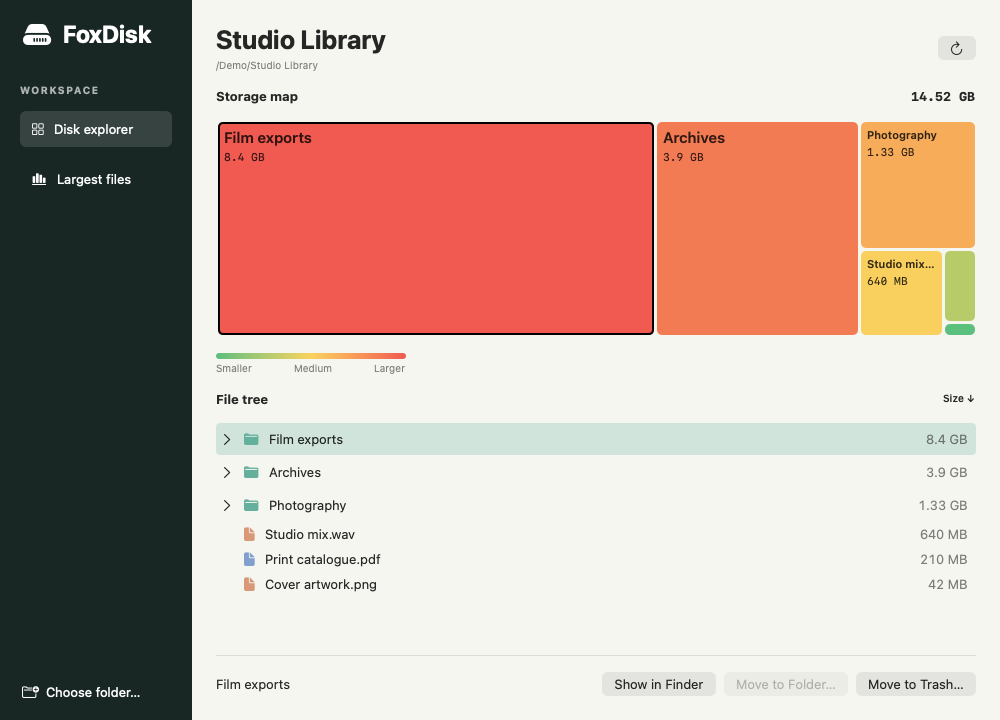 FoxDisk
WORKSPACE
Disk explorer
Largest files
Choose folder...
Studio Library
/Demo/Studio Library
Storage map
14.52 GB
Film exports
8.4 GB
Archives
3.9 GB
Photography
1.33 GB
Studio mix...
640 MB
Smaller Medium Larger
File tree
Size ↓
Film exports 8.4 GB
Archives 3.9 GB
Photography 1.33 GB
Studio mix.wav 640 MB
Print catalogue.pdf 210 MB
Cover artwork.png 42 MB
Film exports
Show in Finder
Move to Folder...
Move to Trash...